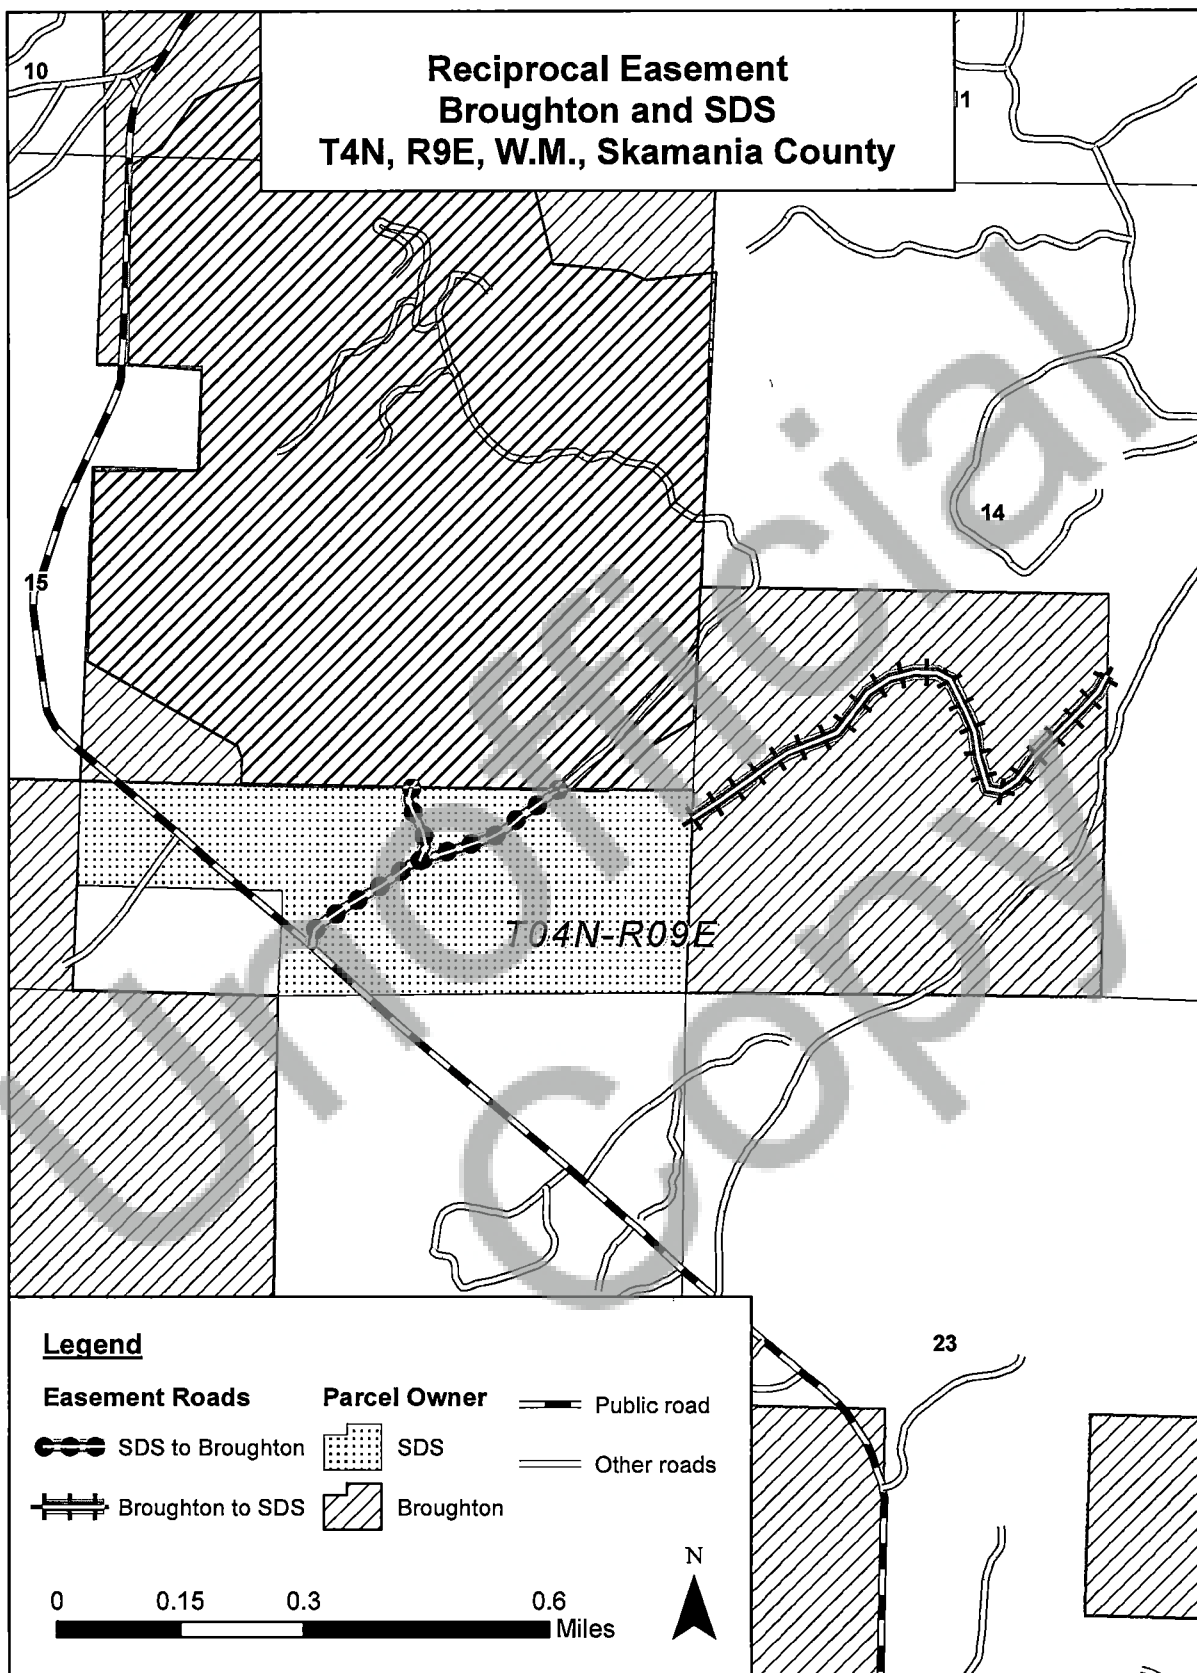 Reciprocal Easement
Broughton and SDS
T4N, R9E, W.M., Skamania County
10
1
14
15
T04N-R09E
Unofficial
Copy
23
Legend
Easement Roads
SDS to Broughton
Broughton to SDS
Parcel Owner
SDS
Broughton
Public road
Other roads
N
0 0.15 0.3 0.6
Miles